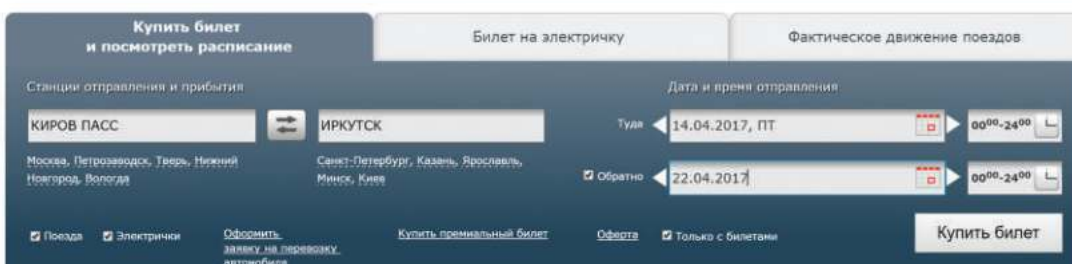 Купить билет
и посмотреть расписание
Билет на электричку
Фактическое движение поездов
Станции отправления и прибытия
Дата и время отправления
КИРОВ ПАСС
ИРКУТСК
Туда
14.04.2017, ПТ
00⁰⁰-24⁰⁰
Москва, Петрозаводск, Тверь, Нижний
Новгород, Вологда
Санкт-Петербург, Казань, Ярославль,
Минск, Киев
Обратно
22.04.2017
00⁰⁰-24⁰⁰
Поезда
Электрички
Оформить
заявку на перевозку
автомобиля
Купить премиальный билет
Оферта
Только с билетами
Купить билет